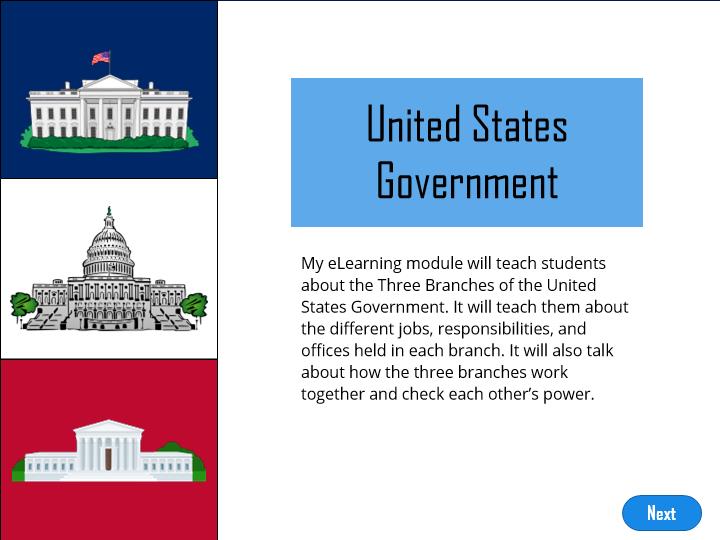 United States
Government
My eLearning module will teach students
about the Three Branches of the United
States Government. It will teach them about
the different jobs, responsibilities, and
offices held in each branch. It will also talk
about how the three branches work
together and check each other’s power.
Next